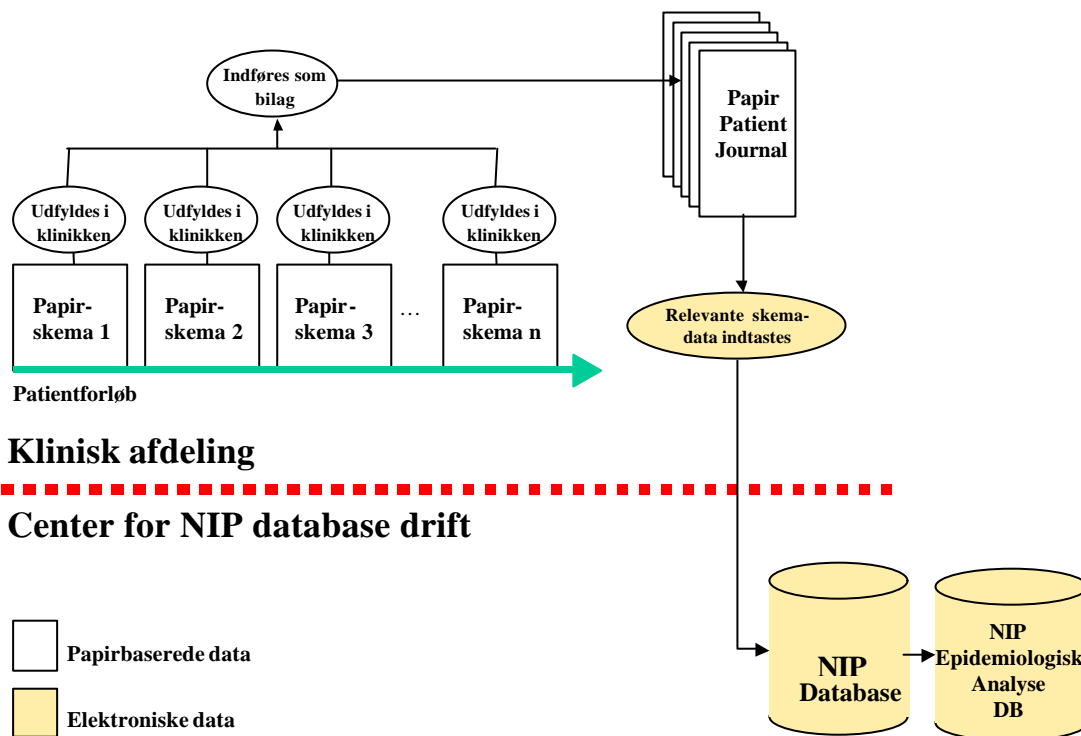 Indføres som
bilag
Papir
Patient
Journal
Udfyldes i
klinikken
Udfyldes i
klinikken
Udfyldes i
klinikken
Udfyldes i
klinikken
Papir-
skema 1
Papir-
skema 2
Papir-
skema 3
...
Papir-
skema n
Relevante skema-
data indtastes
Patientforløb
Klinisk afdeling
Center for NIP database drift
Papirbaserede data
Elektroniske data
NIP
Database
NIP
Epidemiologisk
Analyse
DB